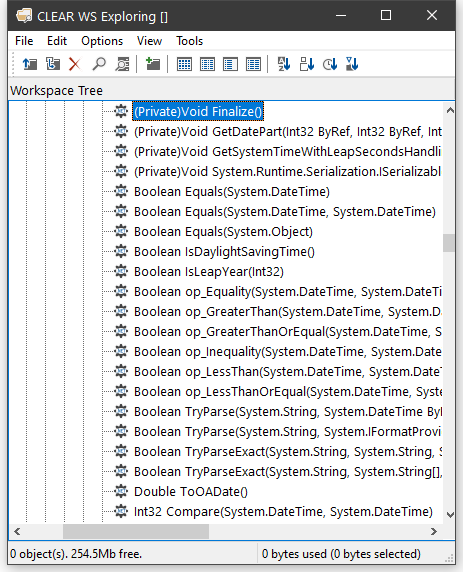 CLEAR WS Exploring []
File Edit Options View Tools
Workspace Tree
(Private)Void Finalize()
(Private)Void GetDatePart(Int32 ByRef, Int32 ByRef, Int
(Private)Void GetSystemTimeWithLeapSecondsHandli
(Private)Void System.Runtime.Serialization.ISerializabl
Boolean Equals(System.DateTime)
Boolean Equals(System.DateTime, System.DateTime)
Boolean Equals(System.Object)
Boolean IsDaylightSavingTime()
Boolean IsLeapYear(Int32)
Boolean op_Equality(System.DateTime, System.DateTi
Boolean op_GreaterThan(System.DateTime, System.D
Boolean op_GreaterThanOrEqual(System.DateTime, S
Boolean op_Inequality(System.DateTime, System.Date
Boolean op_LessThan(System.DateTime, System.DateT
Boolean op_LessThanOrEqual(System.DateTime, Syste
Boolean TryParse(System.String, System.DateTime ByI
Boolean TryParse(System.String, System.IFormatProvi
Boolean TryParseExact(System.String, System.String, S
Boolean TryParseExact(System.String, System.String[],
Double ToOADate()
Int32 Compare(System.DateTime, System.DateTime)
0 object(s). 254.5Mb free.
0 bytes used (0 bytes selected)